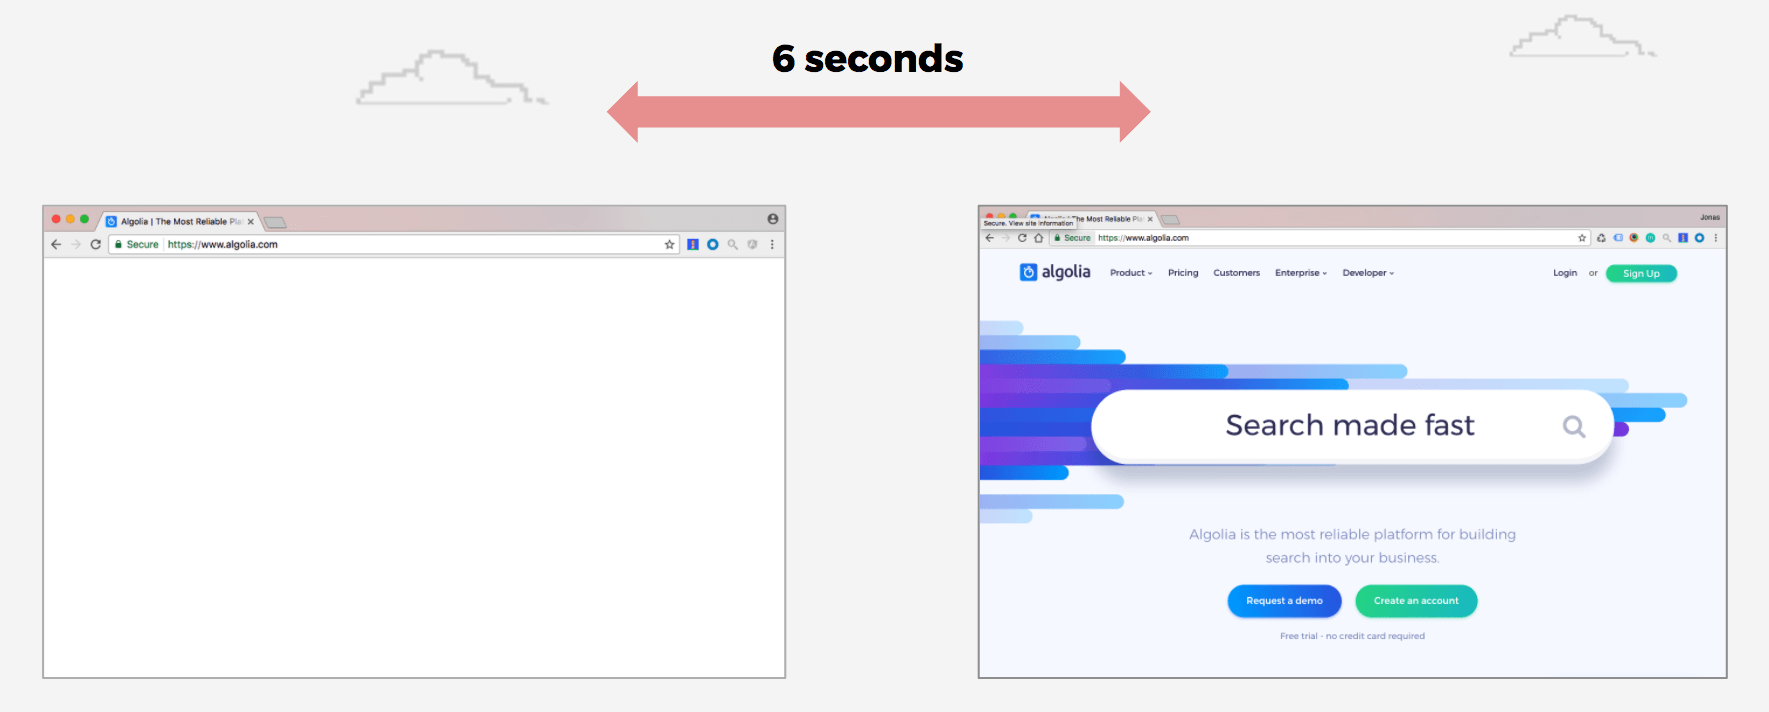 6 seconds
Algolia | The Most Reliable Pla
Secure https://www.algolia.com
Jonas
The Most Reliable Pla
Secure. View site information
Secure https://www.algolia.com
algolia Product Pricing Customers Enterprise Developer Login or Sign Up
Search made fast
Algolia is the most reliable platform for building
search into your business.
Request a demo Create an account
Free trial - no credit card required